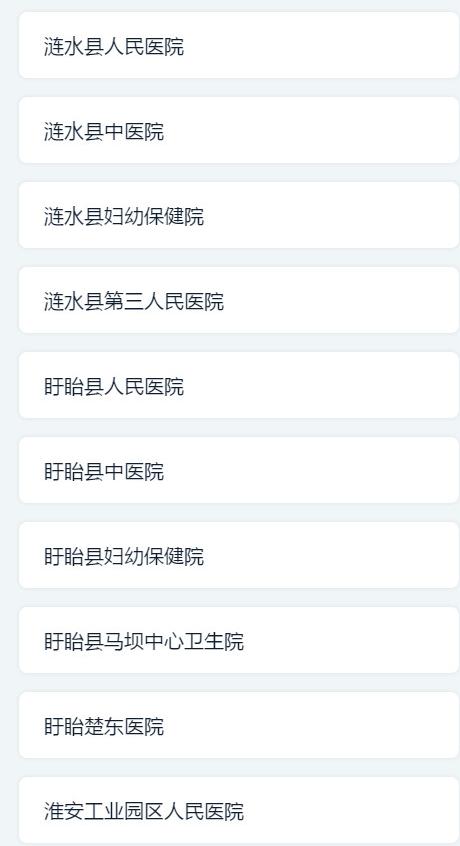 涟水县人民医院
涟水县中医院
涟水县妇幼保健院
涟水县第三人民医院
盱眙县人民医院
盱眙县中医院
盱眙县妇幼保健院
盱眙县马坝中心卫生院
盱眙楚东医院
淮安工业园区人民医院